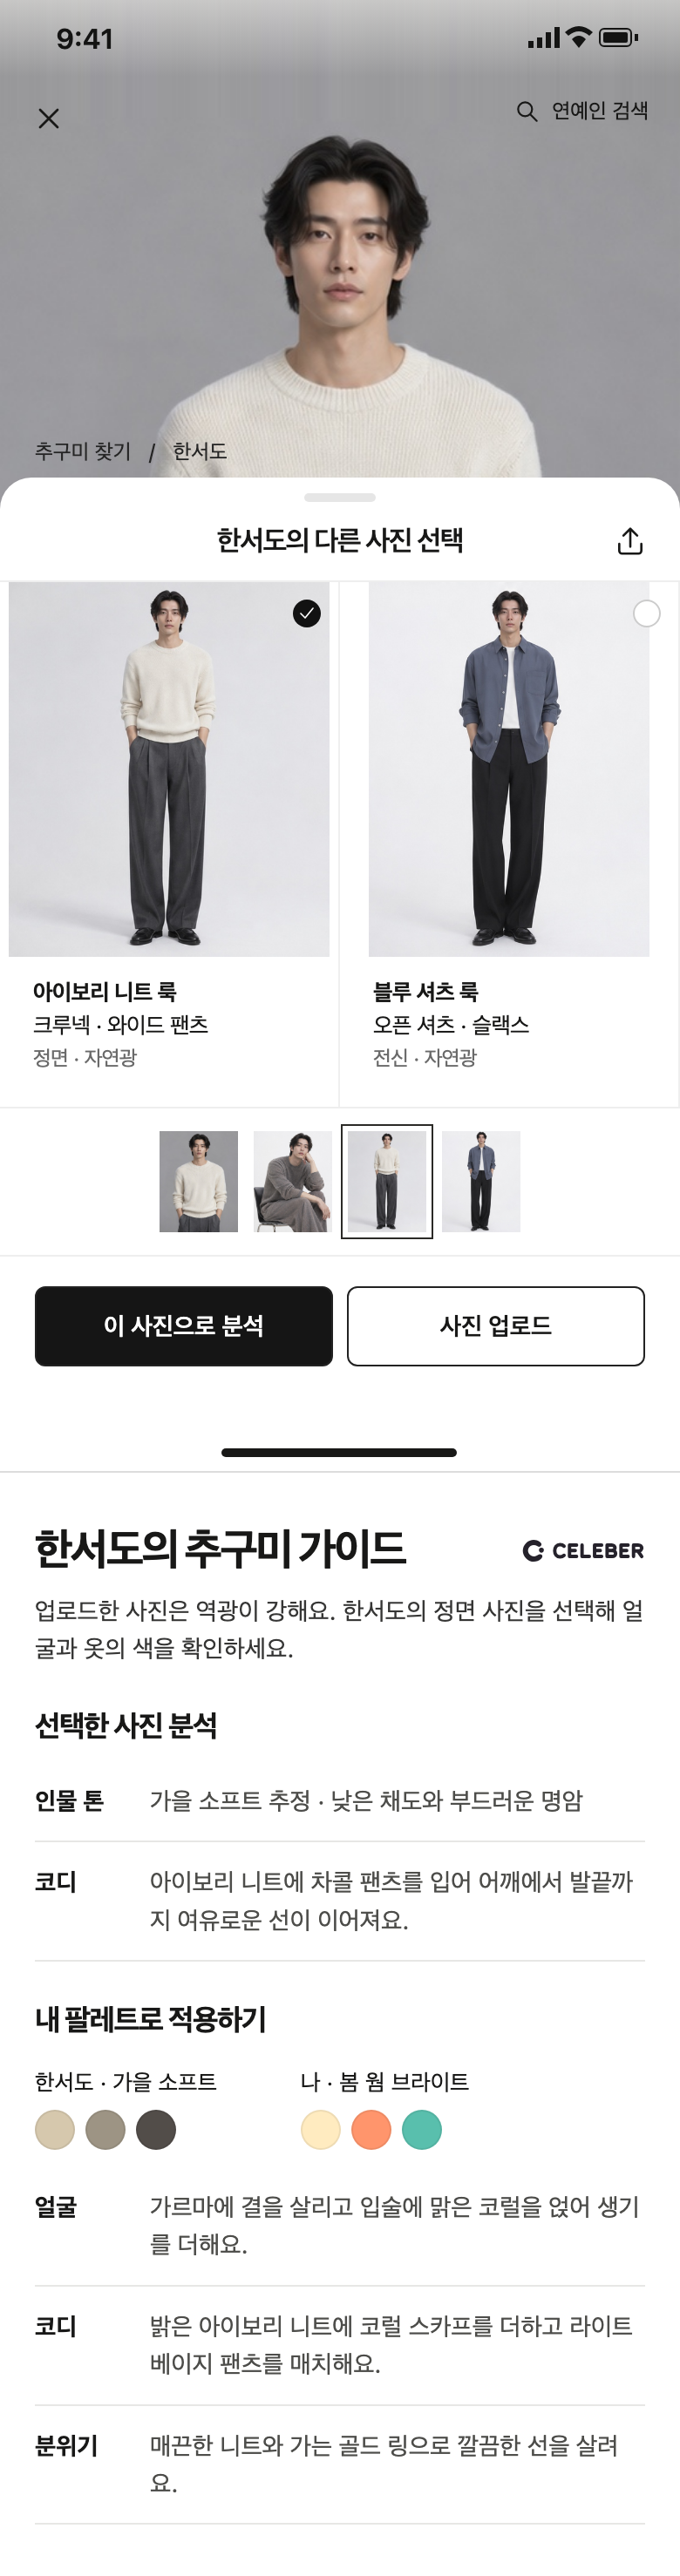 9:41
연예인 검색
추구미 찾기 / 한서도
한서도의 다른 사진 선택
아이보리 니트 룩
크루넥 · 와이드 팬츠
정면 · 자연광
블루 셔츠 룩
오픈 셔츠 · 슬랙스
전신 · 자연광
이 사진으로 분석
사진 업로드
한서도의 추구미 가이드
CELEBER
업로드한 사진은 역광이 강해요. 한서도의 정면 사진을 선택해 얼
굴과 옷의 색을 확인하세요.
선택한 사진 분석
인물 톤
가을 소프트 추정 · 낮은 채도와 부드러운 명암
코디
아이보리 니트에 차콜 팬츠를 입어 어깨에서 발끝까
지 여유로운 선이 이어져요.
내 팔레트로 적용하기
한서도 · 가을 소프트
나 · 봄 웜 브라이트
얼굴
가르마에 결을 살리고 입술에 맑은 코럴을 얹어 생기
를 더해요.
코디
밝은 아이보리 니트에 코럴 스카프를 더하고 라이트
베이지 팬츠를 매치해요.
분위기
매끈한 니트와 가는 골드 링으로 깔끔한 선을 살려
요.